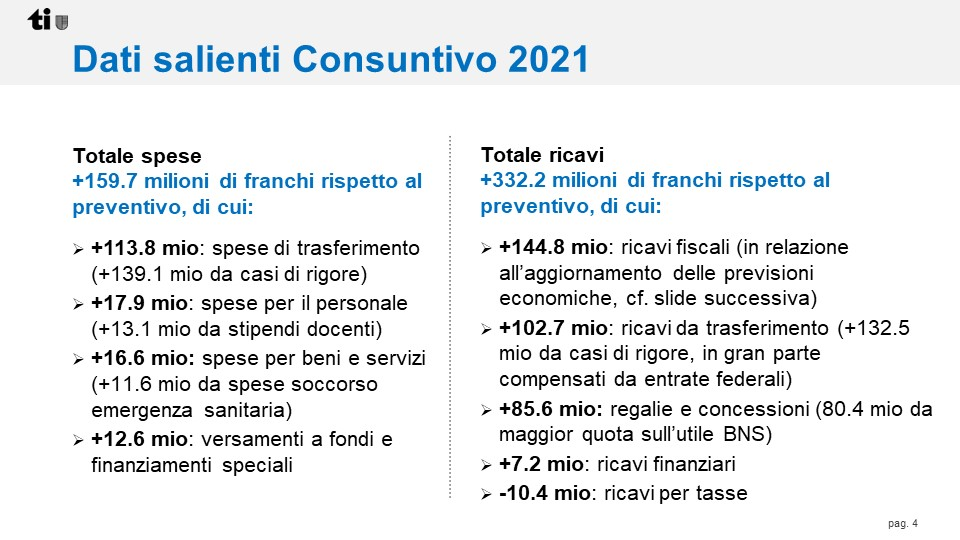 ti
Dati salienti Consuntivo 2021
Totale spese
+159.7 milioni di franchi rispetto al
preventivo, di cui:
➢ +113.8 mio: spese di trasferimento
(+139.1 mio da casi di rigore)
➢ +17.9 mio: spese per il personale
(+13.1 mio da stipendi docenti)
➢ +16.6 mio: spese per beni e servizi
(+11.6 mio da spese soccorso
emergenza sanitaria)
➢ +12.6 mio: versamenti a fondi e
finanziamenti speciali
Totale ricavi
+332.2 milioni di franchi rispetto al
preventivo, di cui:
➢ +144.8 mio: ricavi fiscali (in relazione
all’aggiornamento delle previsioni
economiche, cf. slide successiva)
➢ +102.7 mio: ricavi da trasferimento (+132.5
mio da casi di rigore, in gran parte
compensati da entrate federali)
➢ +85.6 mio: regalie e concessioni (80.4 mio da
maggior quota sull’utile BNS)
➢ +7.2 mio: ricavi finanziari
➢ -10.4 mio: ricavi per tasse
pag. 4